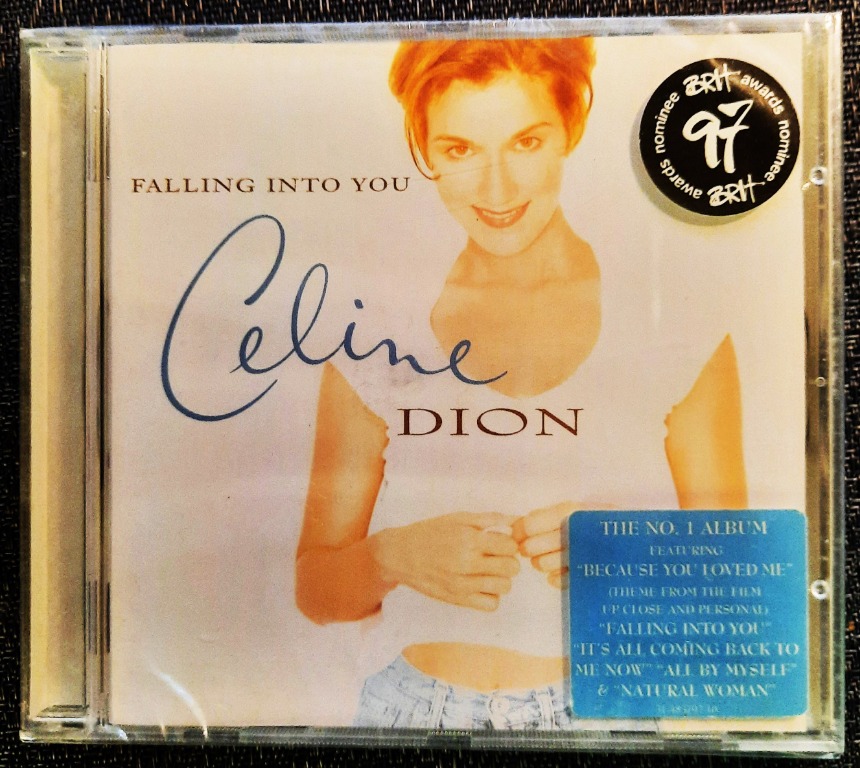 FALLING INTO YOU
Celine
DION
BRIT awards nominee
97
BRIT awards nominee
THE NO. 1 ALBUM
FEATURING
"BECAUSE YOU LOVED ME"
(THEME FROM THE FILM
UP CLOSE AND PERSONAL)
"FALLING INTO YOU"
"IT'S ALL COMING BACK TO
ME NOW" "ALL BY MYSELF"
& "NATURAL WOMAN"